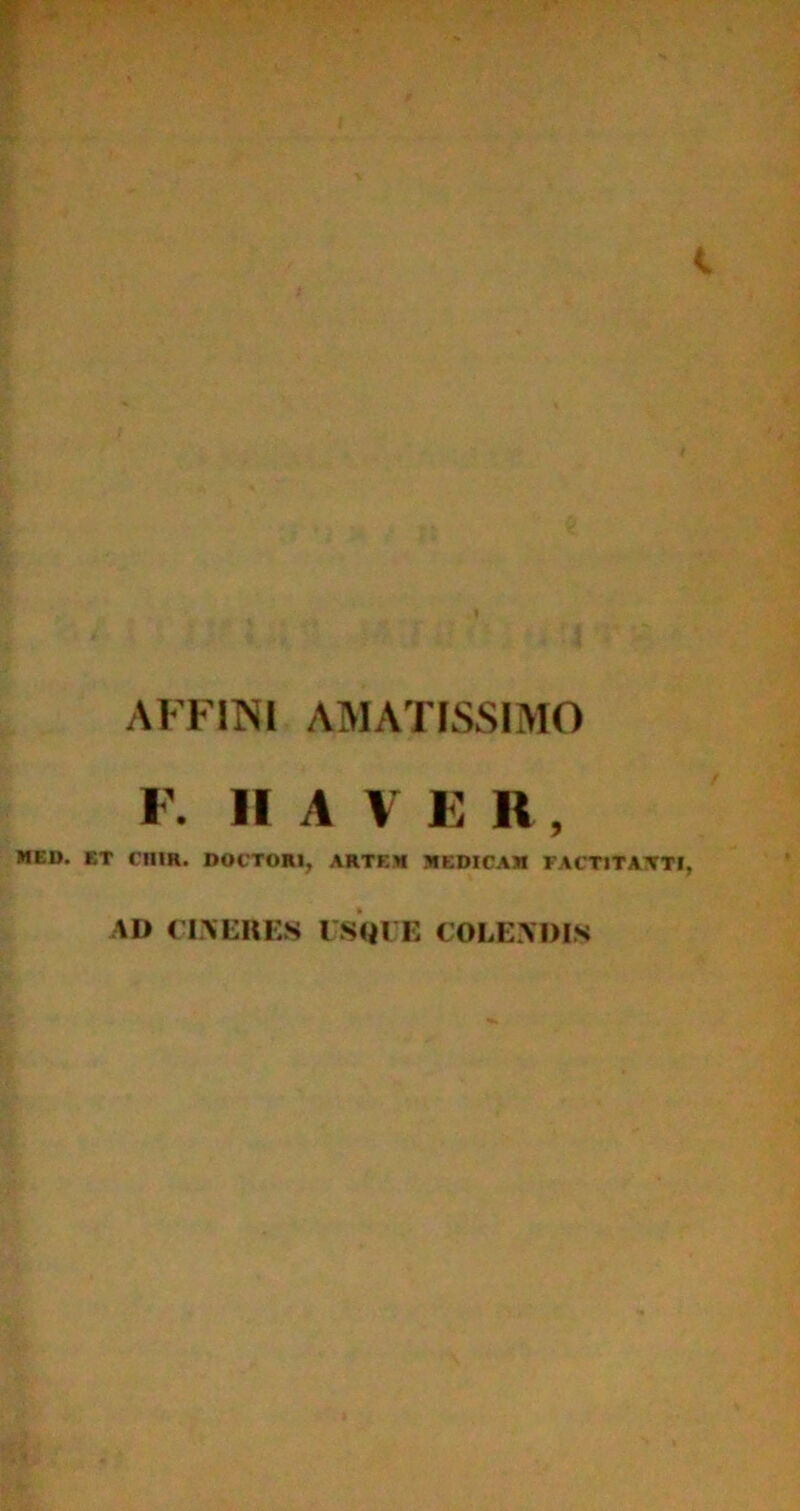 AFFINI AMATISSIMO
F. HAVER,
MED. ET CHIR. DOCTORI, ARTEM MEDICAM FACTITANTI,
AD CINERES USQUE COLENDIS